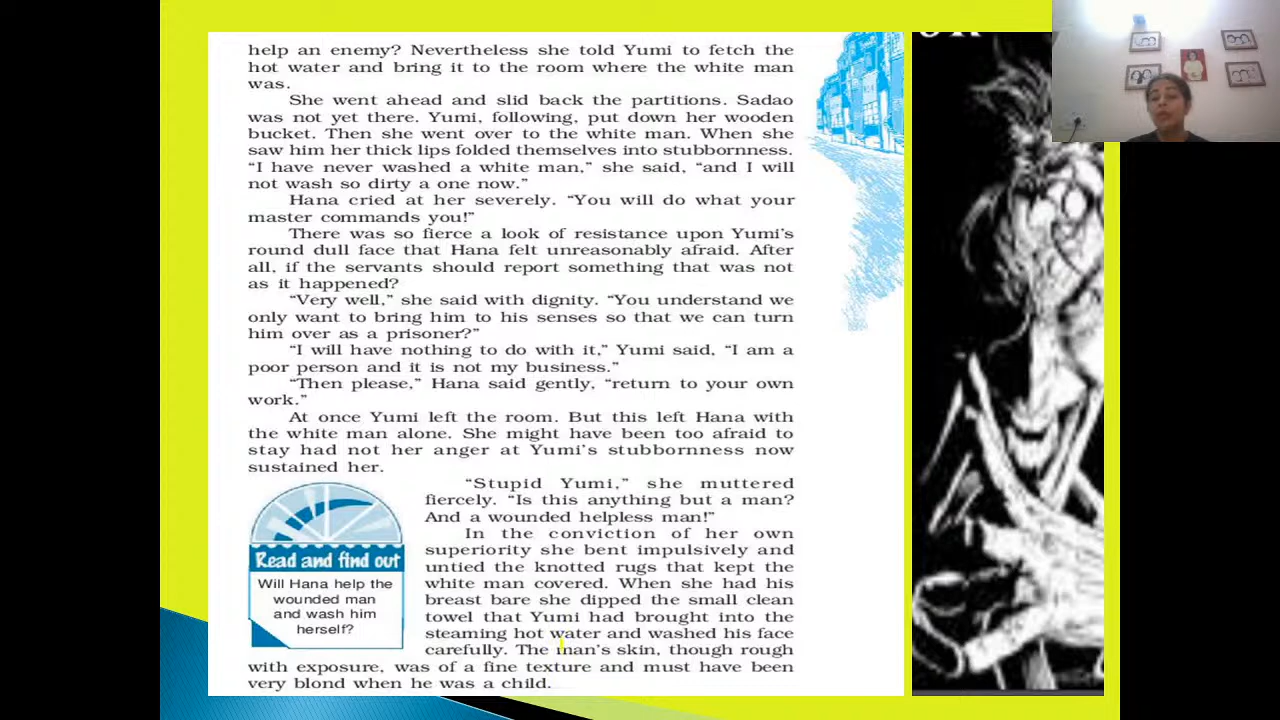 help an enemy? Nevertheless she told Yumi to fetch the
hot water and bring it to the room where the white man
was.
She went ahead and slid back the partitions. Sadao
was not yet there. Yumi, following, put down her wooden
bucket. Then she went over to the white man. When she
saw him her thick lips folded themselves into stubbornness.
“I have never washed a white man,” she said, “and I will
not wash so dirty a one now.”
Hana cried at her severely. “You will do what your
master commands you!”
There was so fierce a look of resistance upon Yumi’s
round dull face that Hana felt unreasonably afraid. After
all, if the servants should report something that was not
as it happened?
“Very well,” she said with dignity. “You understand we
only want to bring him to his senses so that we can turn
him over as a prisoner?”
“I will have nothing to do with it,” Yumi said, “I am a
poor person and it is not my business.”
“Then please,” Hana said gently, “return to your own
work.”
At once Yumi left the room. But this left Hana with
the white man alone. She might have been too afraid to
stay had not her anger at Yumi’s stubbornness now
sustained her.
“Stupid Yumi,” she muttered
fiercely. “Is this anything but a man?
And a wounded helpless man!”
In the conviction of her own
superiority she bent impulsively and
untied the knotted rugs that kept the
white man covered. When she had his
breast bare she dipped the small clean
towel that Yumi had brought into the
steaming hot water and washed his face
carefully. The man’s skin, though rough
with exposure, was of a fine texture and must have been
very blond when he was a child.
Read and find out
Will Hana help the
wounded man
and wash him
herself?